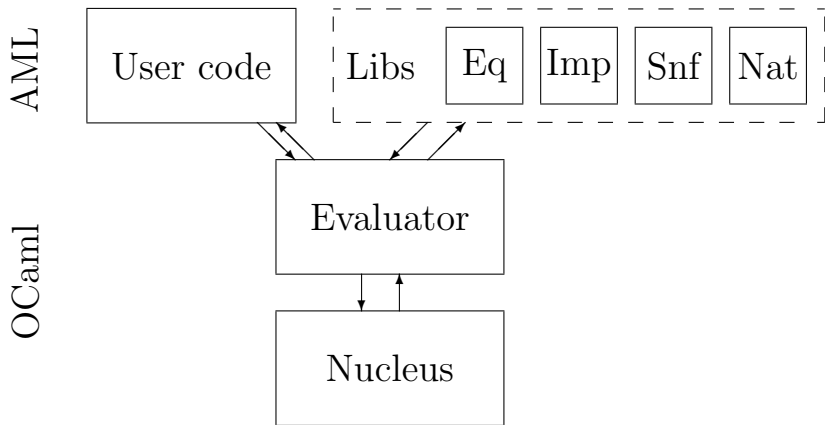 AML
User code
Libs
Eq
Imp
Snf
Nat
OCaml
Evaluator
Nucleus